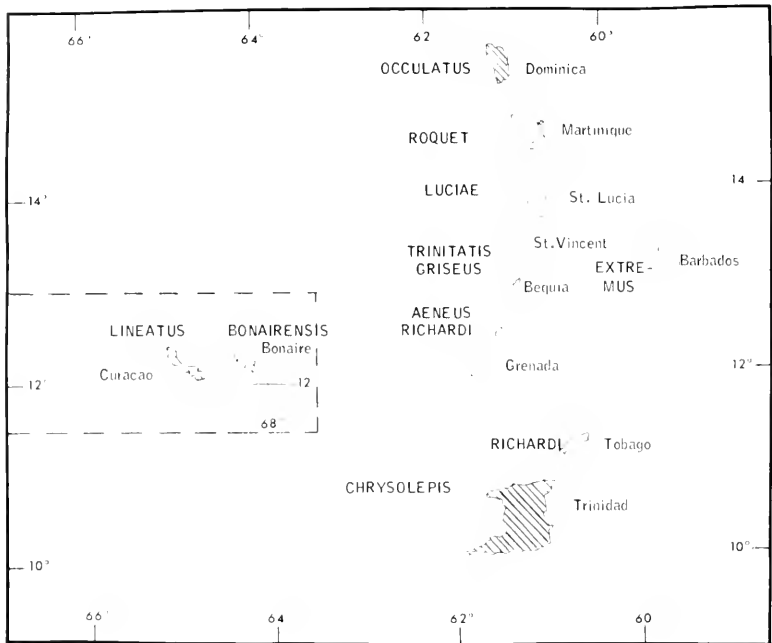 66° 64° 62 60°
OCCULATUS Dominica
ROQUET Martinique
14
LUCIAE St. Lucia
14°
St.Vincent
TRINITATIS
GRISEUS
EXTRE-
MUS
Barbados
Bequia
AENEUS
RICHARDI
LINEATUS BONAIRENSIS
Bonaire
Curacao
12° 12
Grenada
12°
68
RICHARDI Tobago
CHRYSOLEPIS Trinidad
10° 10°
66° 64 62° 60